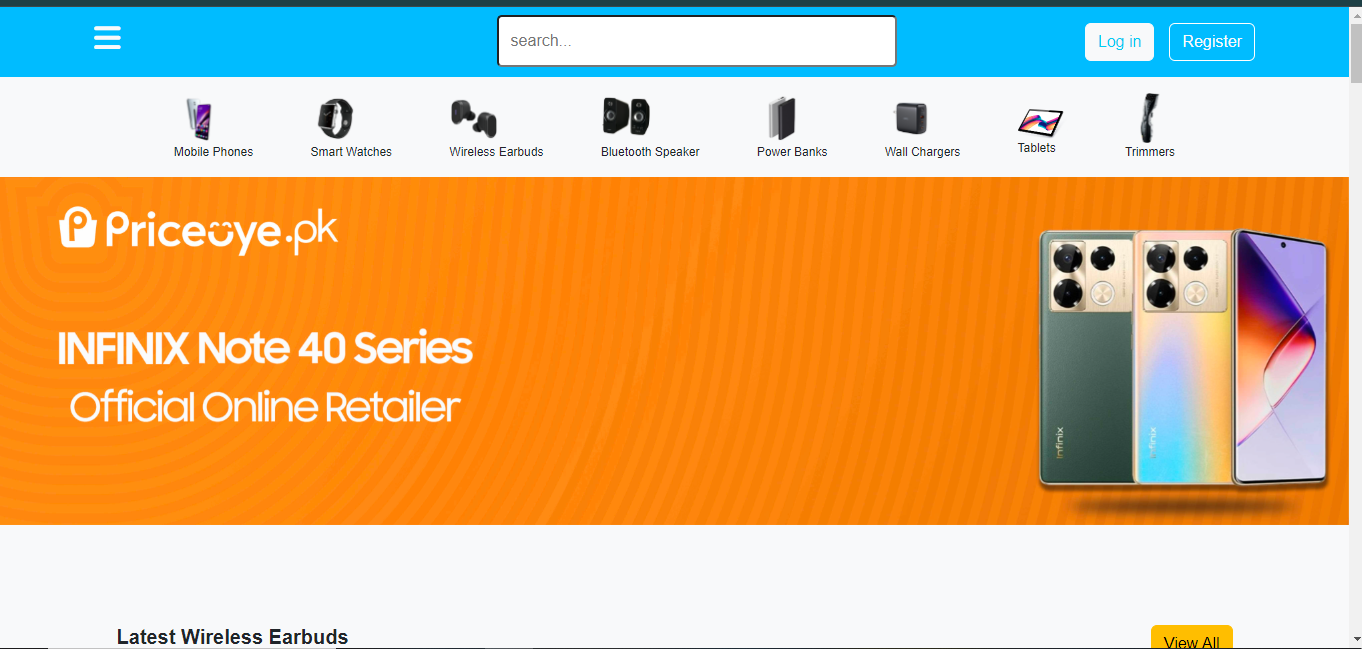 search...
Log in
Register
Mobile Phones
Smart Watches
Wireless Earbuds
Bluetooth Speaker
Power Banks
Wall Chargers
Tablets
Trimmers
Priceoye.pk
INFINIX Note 40 Series
Official Online Retailer
Infinix
Infinix
Latest Wireless Earbuds
View All